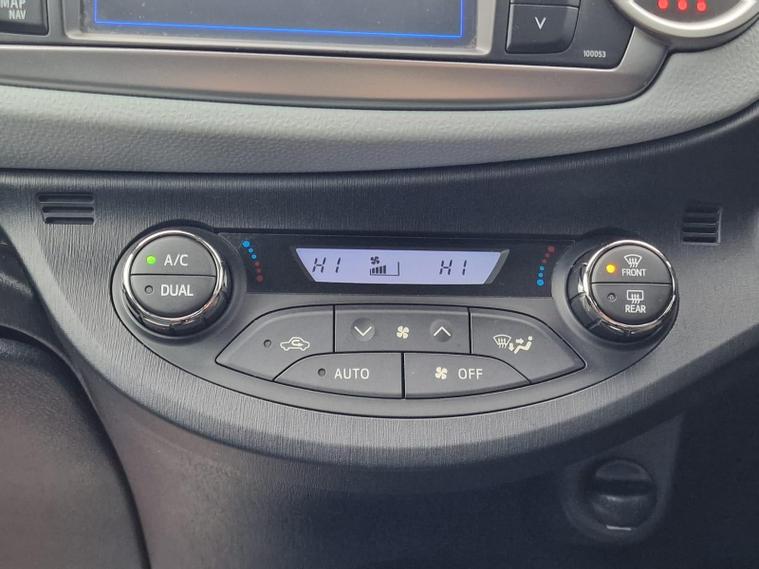 MAP
NAV
100053
A/C
DUAL
HI HI
FRONT
REAR
AUTO
OFF